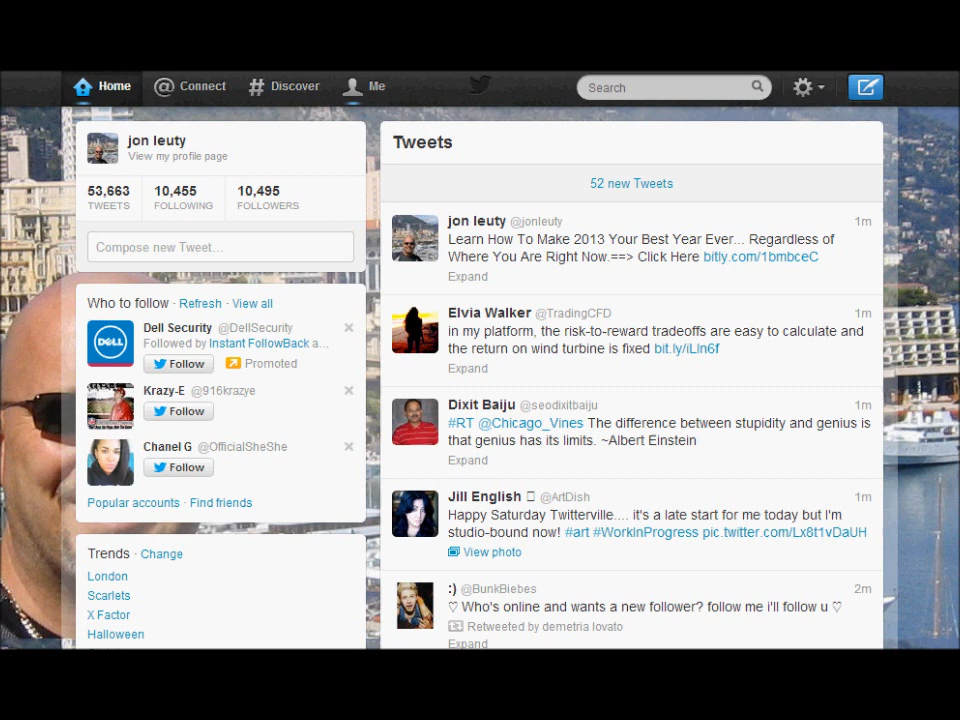 Home
Connect
Discover
Me
Search
jon leuty
View my profile page
53,663 10,455 10,495
TWEETS FOLLOWING FOLLOWERS
Compose new Tweet...
Who to follow · Refresh · View all
DELL
Dell Security @DellSecurity
Followed by Instant FollowBack a...
Follow Promoted
Krazy-E @916krazye
Follow
Chanel G @OfficialSheShe
Follow
Popular accounts · Find friends
Trends · Change
London
Scarlets
X Factor
Halloween
Tweets
52 new Tweets
jon leuty @jonleuty 1m
Learn How To Make 2013 Your Best Year Ever... Regardless of
Where You Are Right Now.==> Click Here bitly.com/1bmbceC
Expand
Elvia Walker @TradingCFD 1m
in my platform, the risk-to-reward tradeoffs are easy to calculate and
the return on wind turbine is fixed bit.ly/iLIn6f
Expand
Dixit Baiju @seodixitbaiju 1m
#RT @Chicago_Vines The difference between stupidity and genius is
that genius has its limits. ~Albert Einstein
Expand
Jill English @ArtDish 1m
Happy Saturday Twitterville.... it's a late start for me today but I'm
studio-bound now! #art #WorkInProgress pic.twitter.com/Lx8t1vDaUH
View photo
:) @BunkBiebes 2m
♡ Who's online and wants a new follower? follow me i'll follow u ♡
Retweeted by demetria lovato
Expand